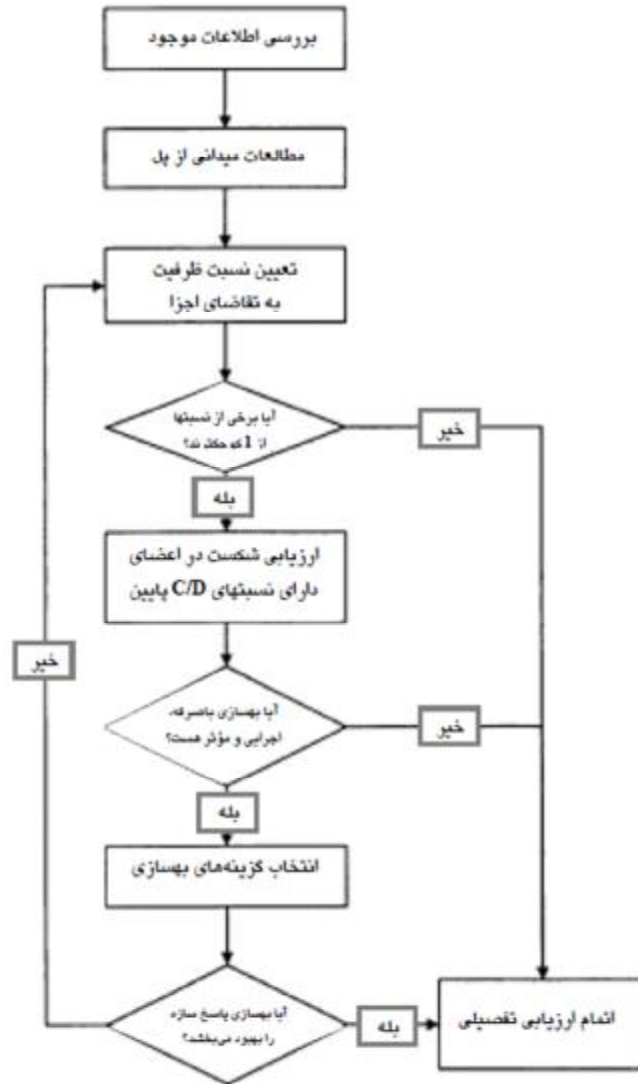 بررسی اطلاعات موجود
مطالعات میدانی از پل
تعیین نسبت ظرفیت
به تقاضای اجزا
آیا برخی از نسبتها
از 1 کوچکترند؟
خیر
بله
ارزیابی شکست در اعضای
دارای نسبتهای C/D پایین
خیر
آیا بهسازی باصرفه،
اجرایی و مؤثر هست؟
خیر
بله
انتخاب گزینه‌های بهسازی
آیا بهسازی پاسخ سازه
را بهبود می‌بخشد؟
بله
اتمام ارزیابی تفصیلی